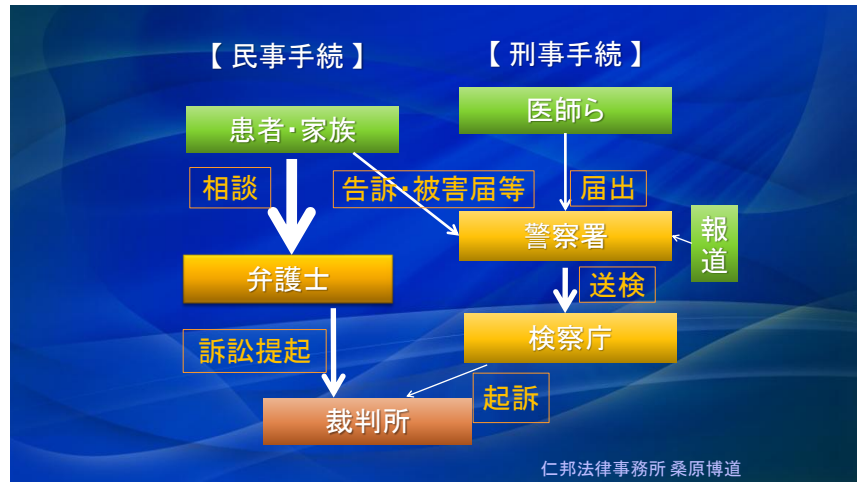 【 民事手続 】
【 刑事手続 】
患者・家族
医師ら
相談
告訴・被害届等
届出
警察署
報道
弁護士
送検
訴訟提起
検察庁
起訴
裁判所
仁邦法律事務所 桑原博道